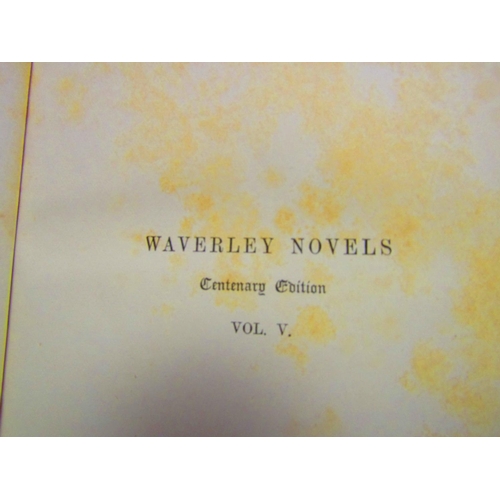 WAVERLEY NOVELS
Centenary Edition
VOL. V.